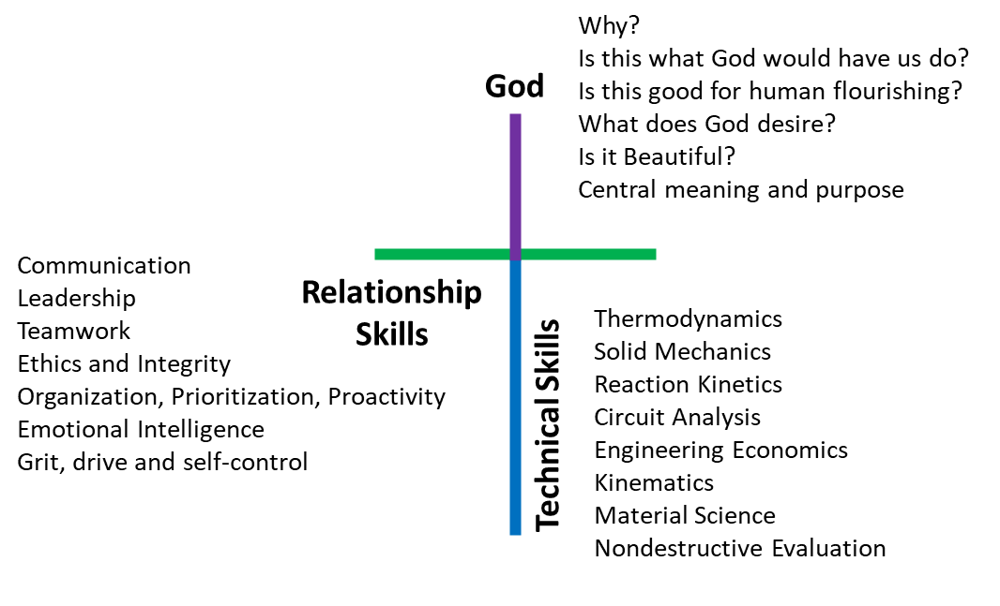 God
Why?
Is this what God would have us do?
Is this good for human flourishing?
What does God desire?
Is it Beautiful?
Central meaning and purpose
Relationship
Skills
Communication
Leadership
Teamwork
Ethics and Integrity
Organization, Prioritization, Proactivity
Emotional Intelligence
Grit, drive and self-control
Technical Skills
Thermodynamics
Solid Mechanics
Reaction Kinetics
Circuit Analysis
Engineering Economics
Kinematics
Material Science
Nondestructive Evaluation